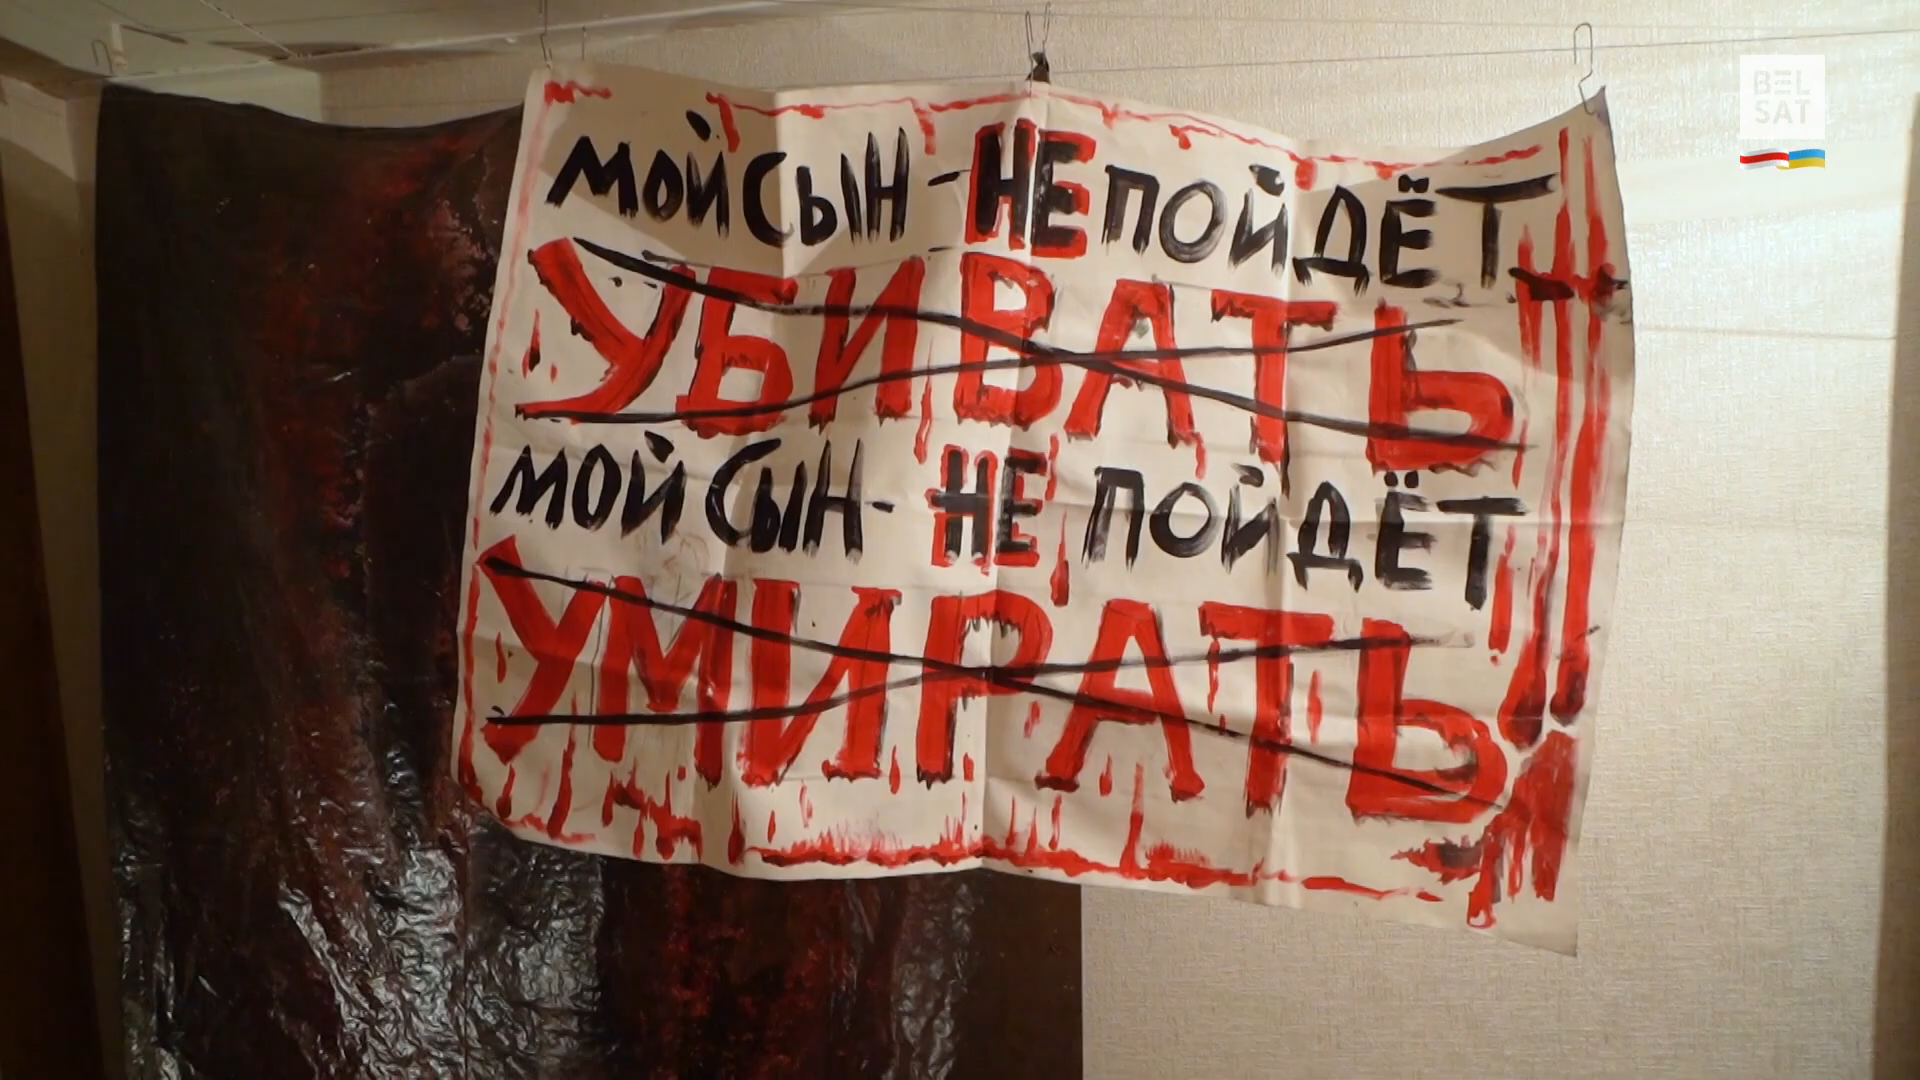 МОЙ СЫН - НЕ ПОЙДЁТ
УБИВАТЬ
МОЙ СЫН - НЕ ПОЙДЁТ
УМИРАТЬ
BEL
SAT